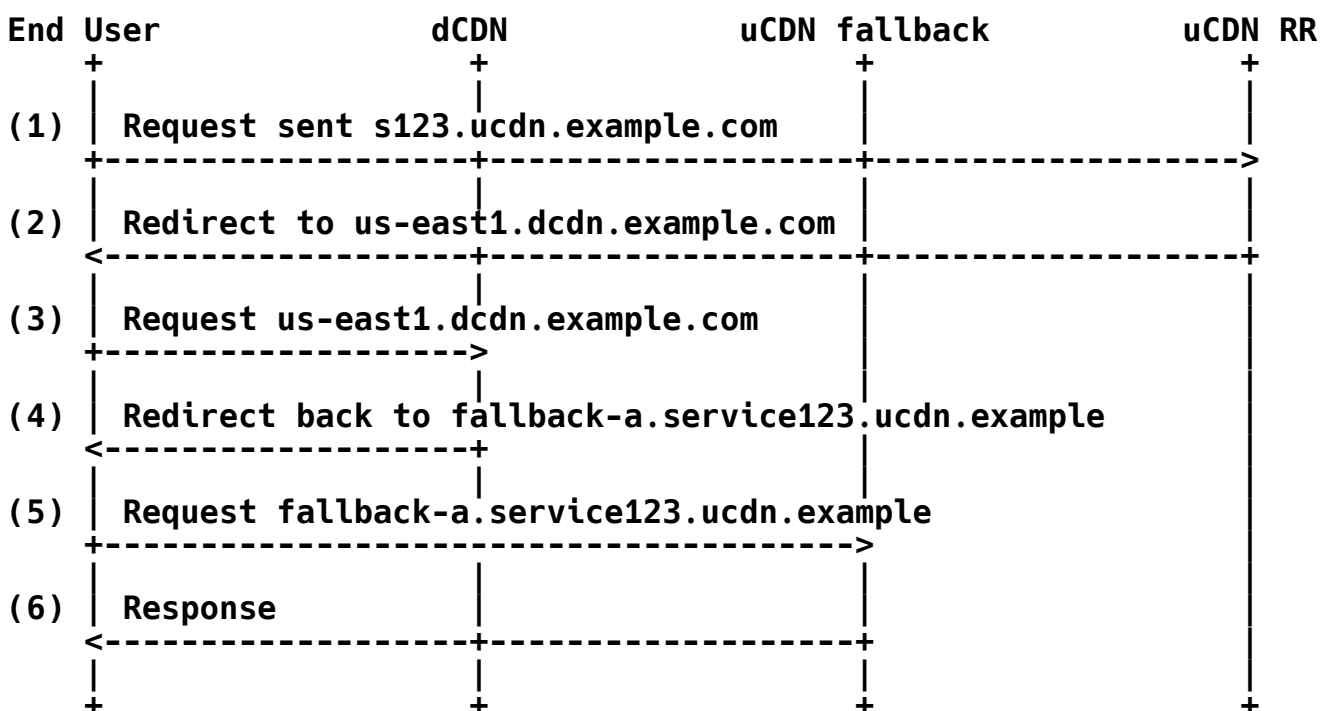 End User dCDN uCDN fallback uCDN RR
(1) Request sent s123.ucdn.example.com
(2) Redirect to us-east1.dcdn.example.com
(3) Request us-east1.dcdn.example.com
(4) Redirect back to fallback-a.service123.ucdn.example
(5) Request fallback-a.service123.ucdn.example
(6) Response